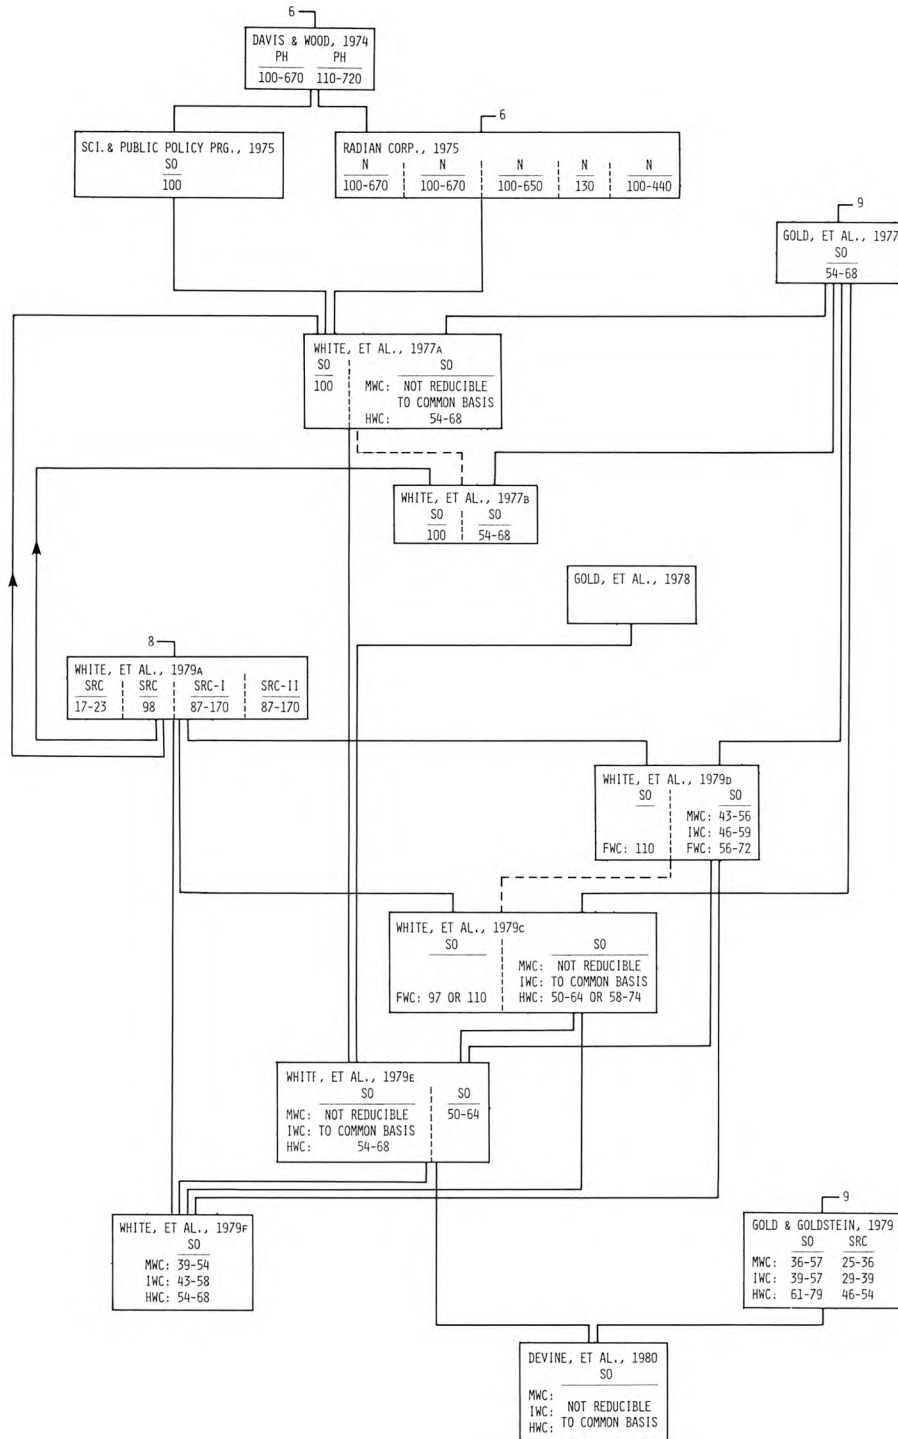 6
DAVIS & WOOD, 1974
PH PH
100-670 110-720
6
SCI. & PUBLIC POLICY PRG., 1975
SO
100
RADIAN CORP., 1975
N N N N N
100-670 100-670 100-650 130 100-440
9
GOLD, ET AL., 1977
SO
54-68
WHITE, ET AL., 1977A
SO SO
100 MWC: NOT REDUCIBLE
TO COMMON BASIS
HWC: 54-68
WHITE, ET AL., 1977B
SO SO
100 54-68
GOLD, ET AL., 1978
8
WHITE, ET AL., 1979A
SRC SRC SRC-I SRC-II
17-23 98 87-170 87-170
WHITE, ET AL., 1979D
SO SO
MWC: 43-56
IWC: 46-59
FWC: 110 FWC: 56-72
WHITE, ET AL., 1979C
SO SO
MWC: NOT REDUCIBLE
IWC: TO COMMON BASIS
FWC: 97 OR 110 HWC: 50-64 OR 58-74
WHITE, ET AL., 1979E
SO SO
MWC: NOT REDUCIBLE 50-64
IWC: TO COMMON BASIS
HWC: 54-68
WHITE, ET AL., 1979F
SO
MWC: 39-54
IWC: 43-58
HWC: 54-68
9
GOLD & GOLDSTEIN, 1979
SO SRC
MWC: 36-57 25-36
IWC: 39-57 29-39
HWC: 61-79 46-54
DEVINE, ET AL., 1980
SO
MWC:
IWC: NOT REDUCIBLE
HWC: TO COMMON BASIS